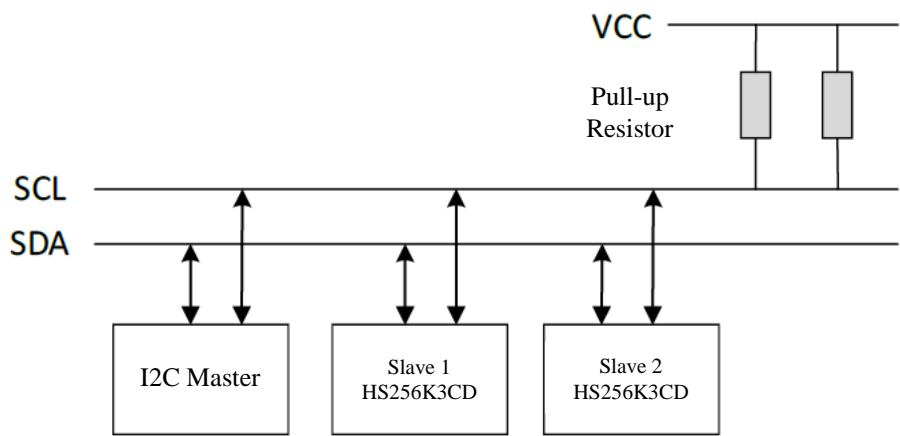 VCC
Pull-up
Resistor
SCL
SDA
I2C Master
Slave 1
HS256K3CD
Slave 2
HS256K3CD